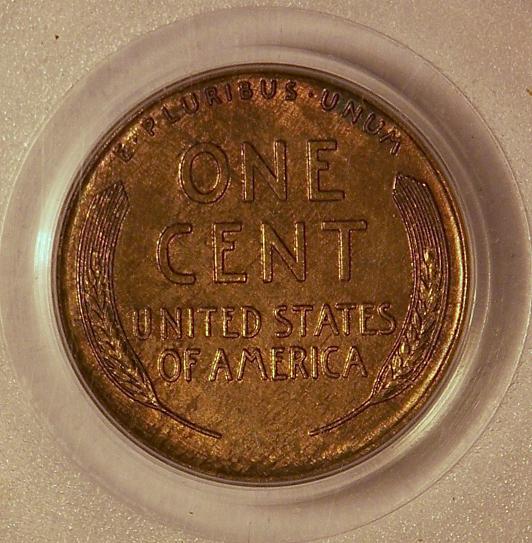 E·PLURIBUS·UNUM
ONE
CENT
UNITED STATES
OF AMERICA